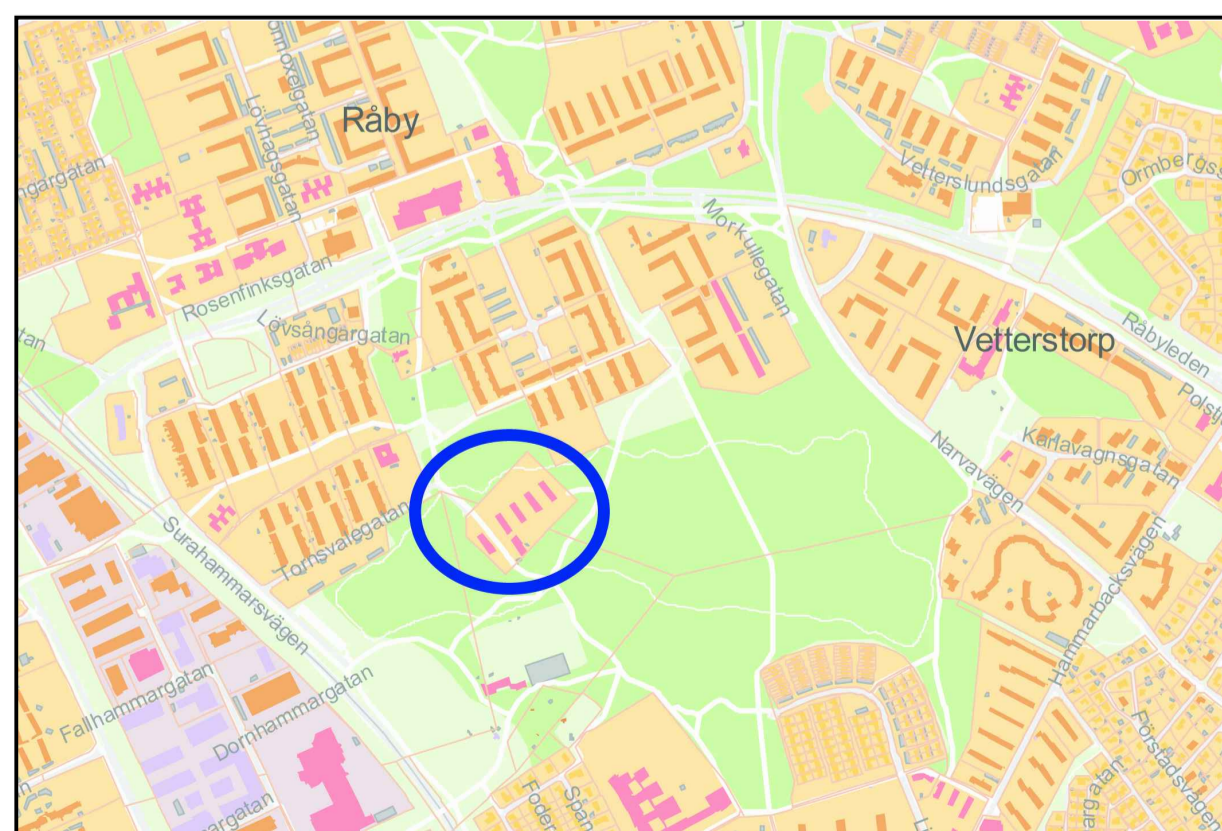 Råby
Lövhagsgatan
Rosenfinksgatan
Lövsångargatan
Morkullegatan
Vetterslundsgatan
Vetterstorp
Råbyleden
Karlavagnsgatan
Narvavägen
Hammarbacksvägen
Tornsvalegatan
Surahammarsvägen
Fallhammargatan
Dornhammargatan
Förstadsvägen